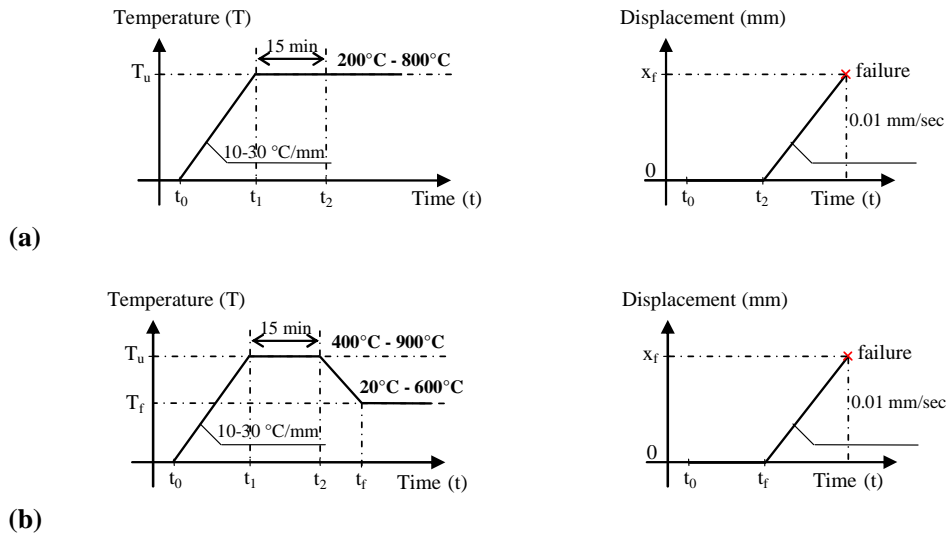 Temperature (T)
15 min
200°C - 800°C
T_u
10-30 °C/mm
t_0
t_1
t_2
Time (t)
Displacement (mm)
x_f
failure
0.01 mm/sec
0
t_0
t_2
Time (t)
(a)
Temperature (T)
15 min
400°C - 900°C
T_u
20°C - 600°C
T_f
10-30 °C/mm
t_0
t_1
t_2
t_f
Time (t)
Displacement (mm)
x_f
failure
0.01 mm/sec
0
t_0
t_f
Time (t)
(b)